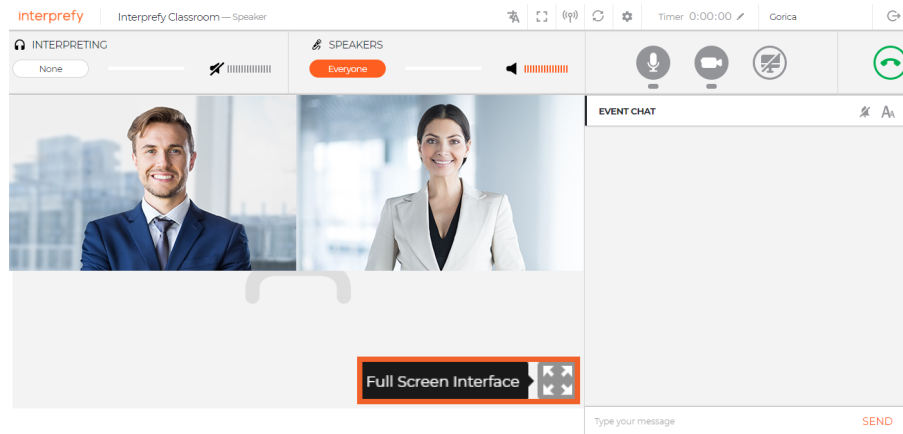 interprefy
Interprefy Classroom — Speaker
Timer 0:00:00
Gorica
INTERPRETING
None
SPEAKERS
Everyone
EVENT CHAT
AA
Full Screen Interface
Type your message
SEND